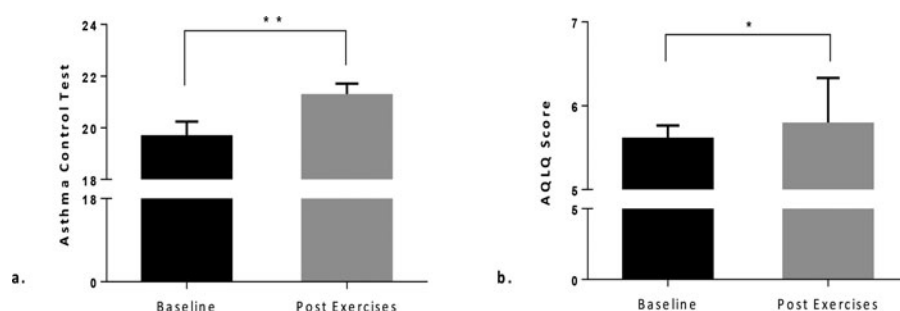 24
* *
22
20
18
18
0
Asthma Control Test
Baseline
Post Exercises
a.
7
*
6
5
5
0
AQLQ Score
Baseline
Post Exercises
b.